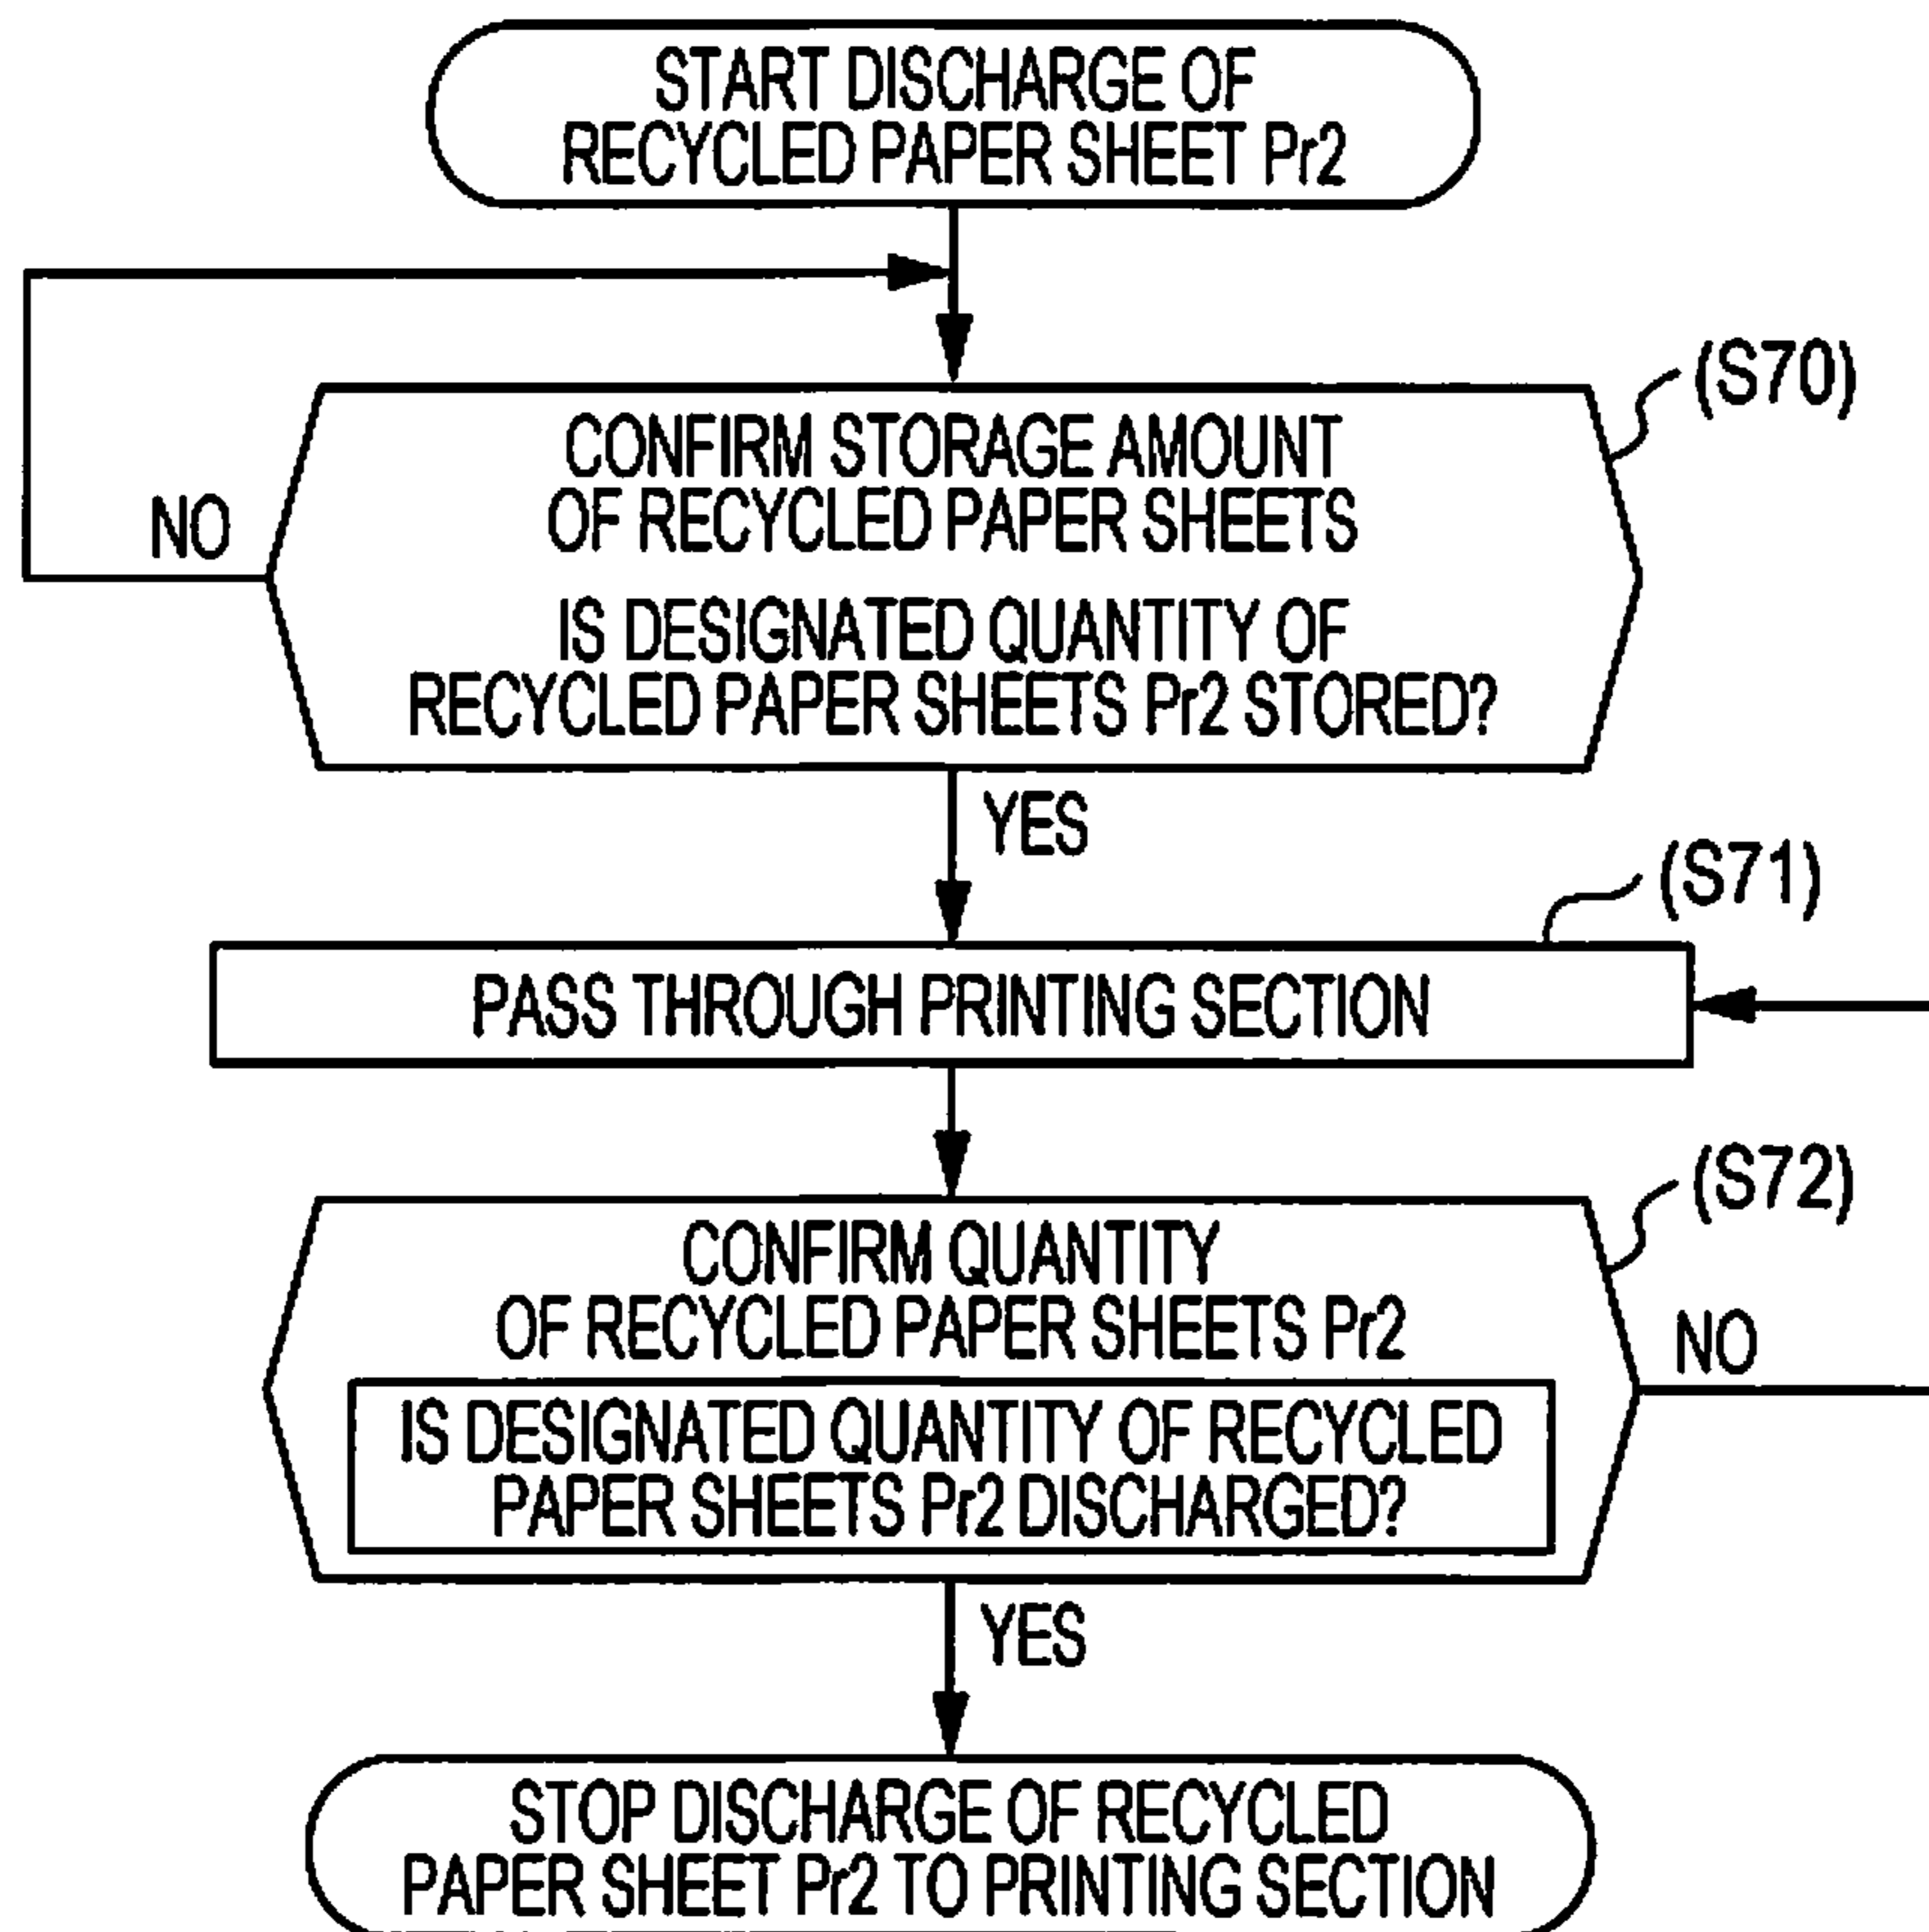 START DISCHARGE OF
RECYCLED PAPER SHEET Pr2
(S70)
CONFIRM STORAGE AMOUNT
OF RECYCLED PAPER SHEETS
NO
IS DESIGNATED QUANTITY OF
RECYCLED PAPER SHEETS Pr2 STORED?
YES
(S71)
PASS THROUGH PRINTING SECTION
(S72)
CONFIRM QUANTITY
OF RECYCLED PAPER SHEETS Pr2
NO
IS DESIGNATED QUANTITY OF RECYCLED
PAPER SHEETS Pr2 DISCHARGED?
YES
STOP DISCHARGE OF RECYCLED
PAPER SHEET Pr2 TO PRINTING SECTION